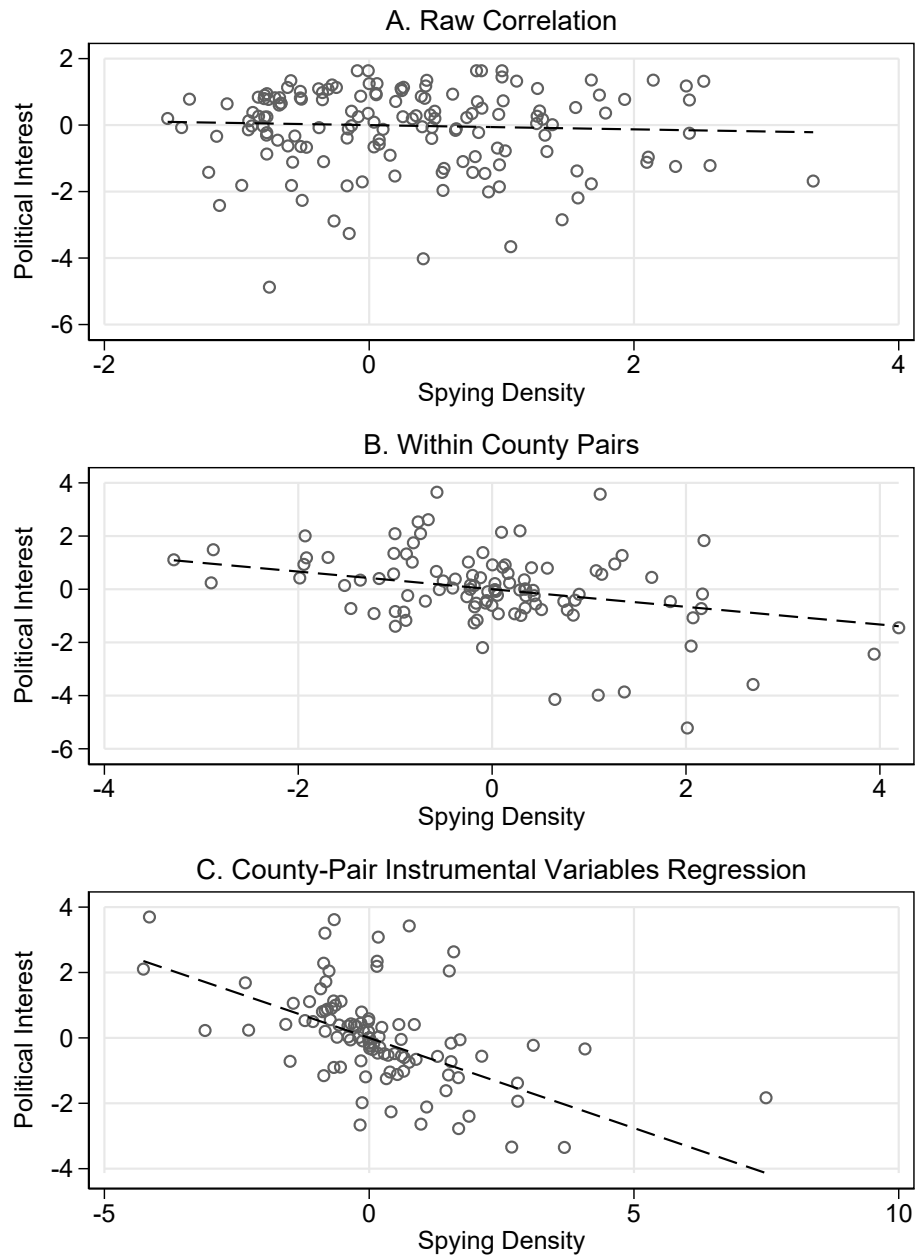 A. Raw Correlation
2
0
-2
-4
-6
Political Interest
-2 0 2 4
Spying Density
B. Within County Pairs
4
2
0
-2
-4
-6
Political Interest
-4 -2 0 2 4
Spying Density
C. County-Pair Instrumental Variables Regression
4
2
0
-2
-4
Political Interest
-5 0 5 10
Spying Density